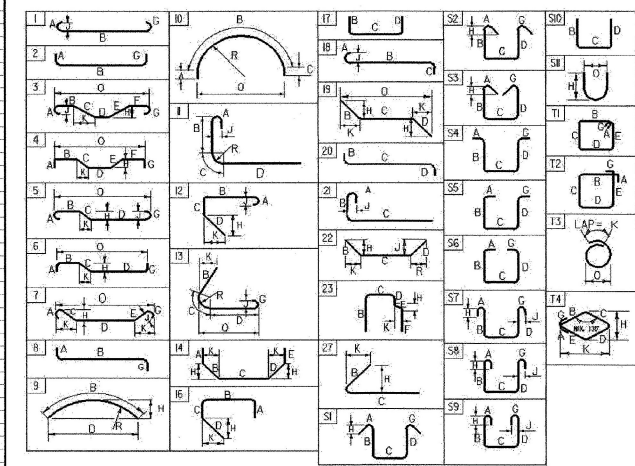 1 A J B G
2 A B G
3 O A J B C D E F H K G
4 O A B C D E F H K G
5 O A B C H D J K G
6 O A B C H D K G
7 O A B C H D E K K G
8 A B G
9 B H D R
10 B R A C O
11 A B J C R D
12 B A C D H K
13 K B R C J G D O
14 A K K E H B C D H
16 B C A D H K
17 B D C
18 A J B C
19 O H K B C D H K
20 B C D
21 A B J C
22 H J B C D K R
23 C D E H B F K
27 K H B C
S1 A G H B D C
S2 A G H B D C
S3 A G H B D C
S4 A G B D C
S5 A G B D C
S6 A G B D C
S7 A G H J B D C
S8 A G H J B D C
S9 A G H J B D C
S10 B D C
S11 O H
T1 B G A C E D
T2 G A B C E D
T3 LAP= K O
T4 B C G A E D H K